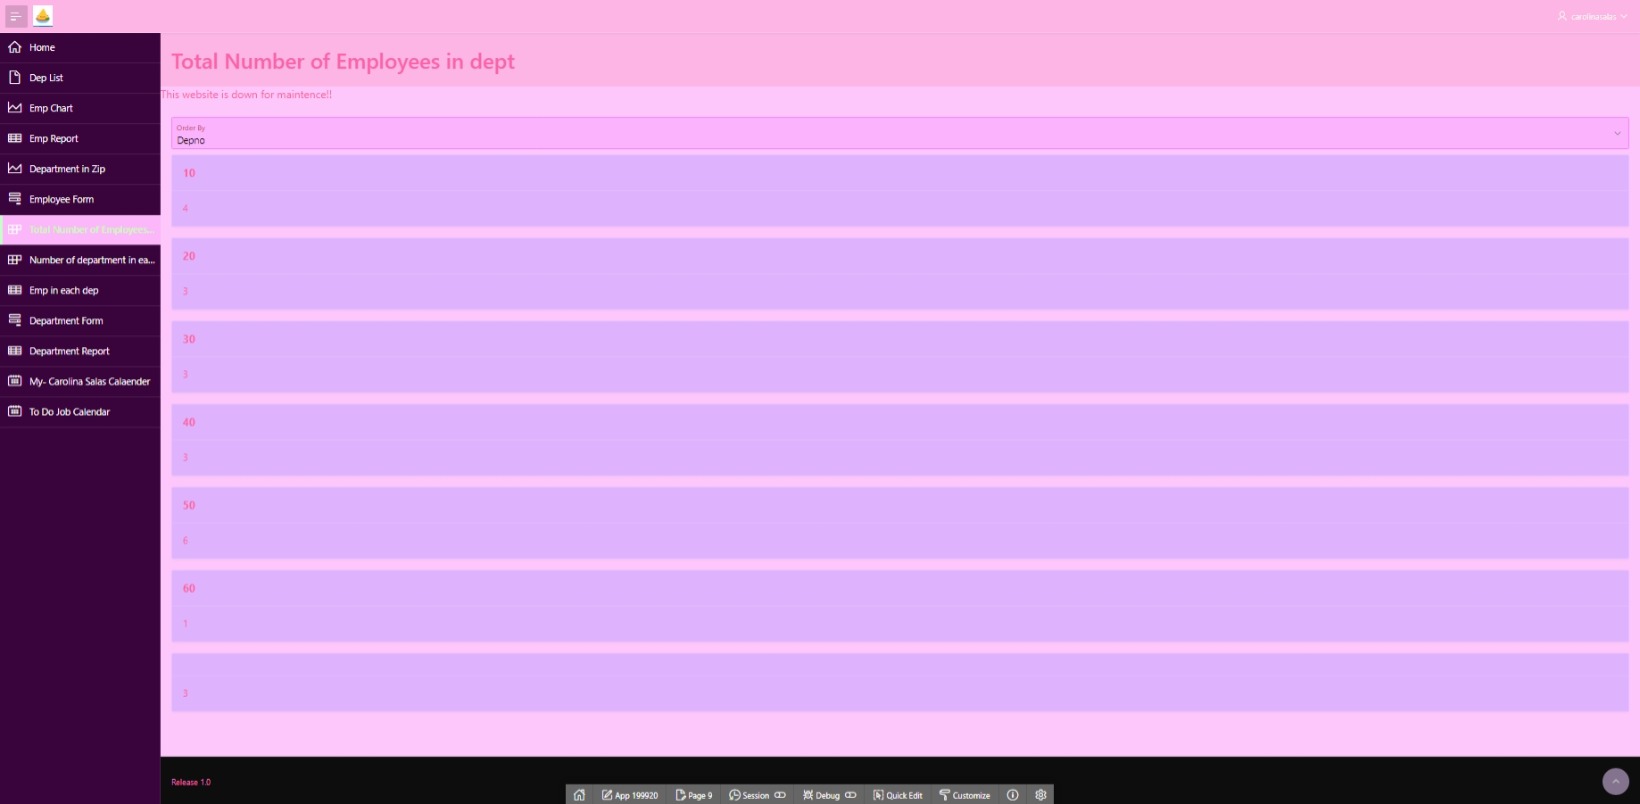 carolinasalas
Home
Dep List
Emp Chart
Emp Report
Department in Zip
Employee Form
Total Number of Employees...
Number of department in ea...
Emp in each dep
Department Form
Department Report
My- Carolina Salas Calaender
To Do Job Calendar
Total Number of Employees in dept
This website is down for maintence!!
Order By
Depno
10
4
20
3
30
3
40
3
50
6
60
1
3
Release 1.0
App 199920 Page 9 Session Debug Quick Edit Customize